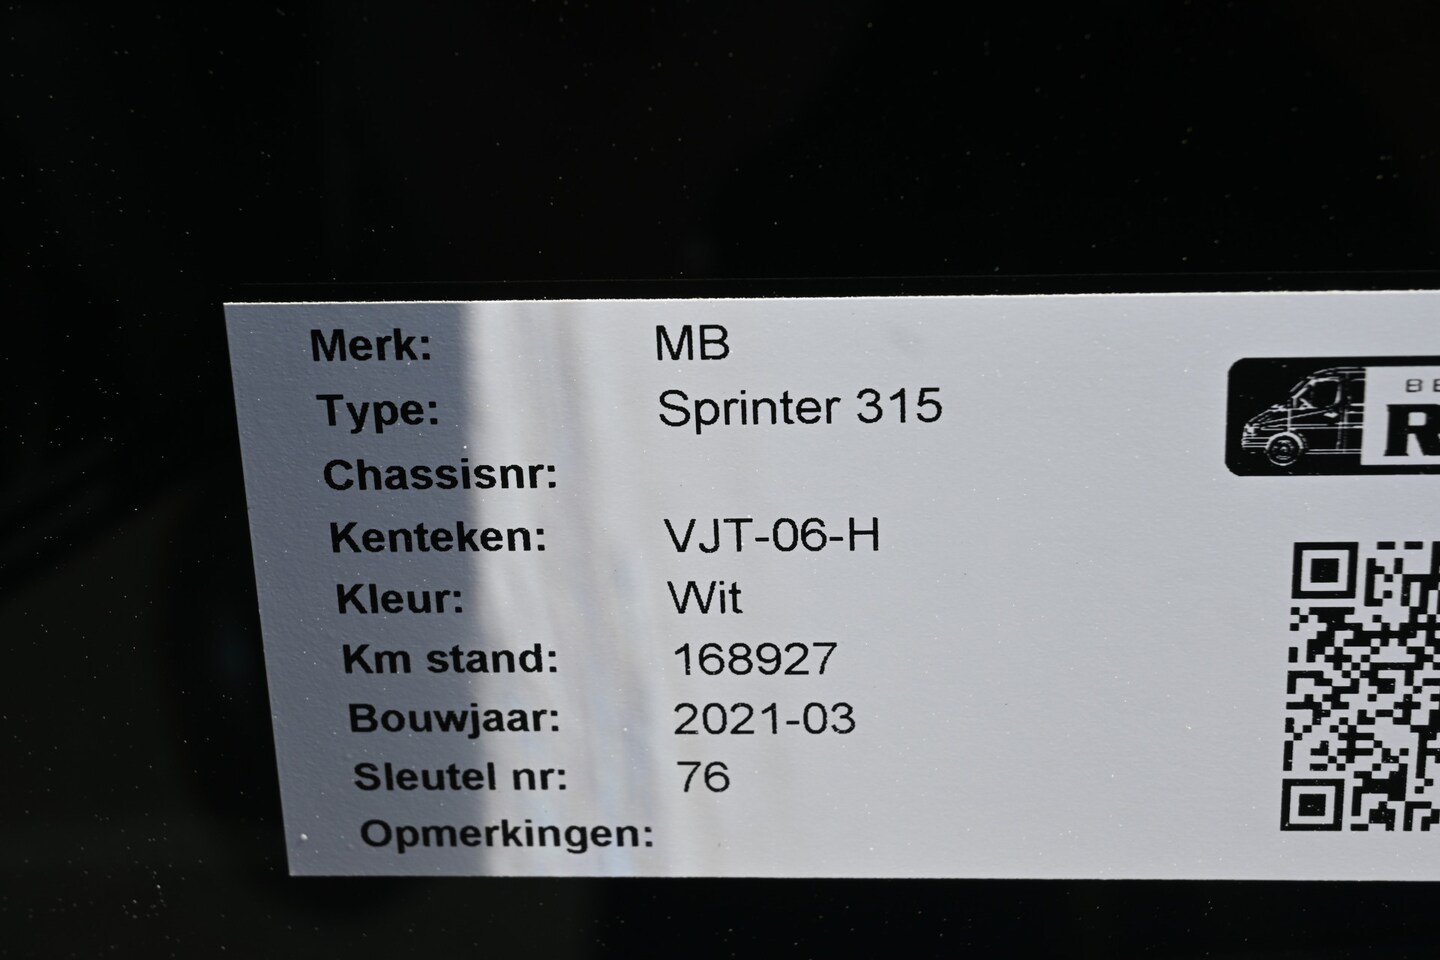 Merk: MB
Type: Sprinter 315
Chassisnr:
Kenteken: VJT-06-H
Kleur: Wit
Km stand: 168927
Bouwjaar: 2021-03
Sleutel nr: 76
Opmerkingen: